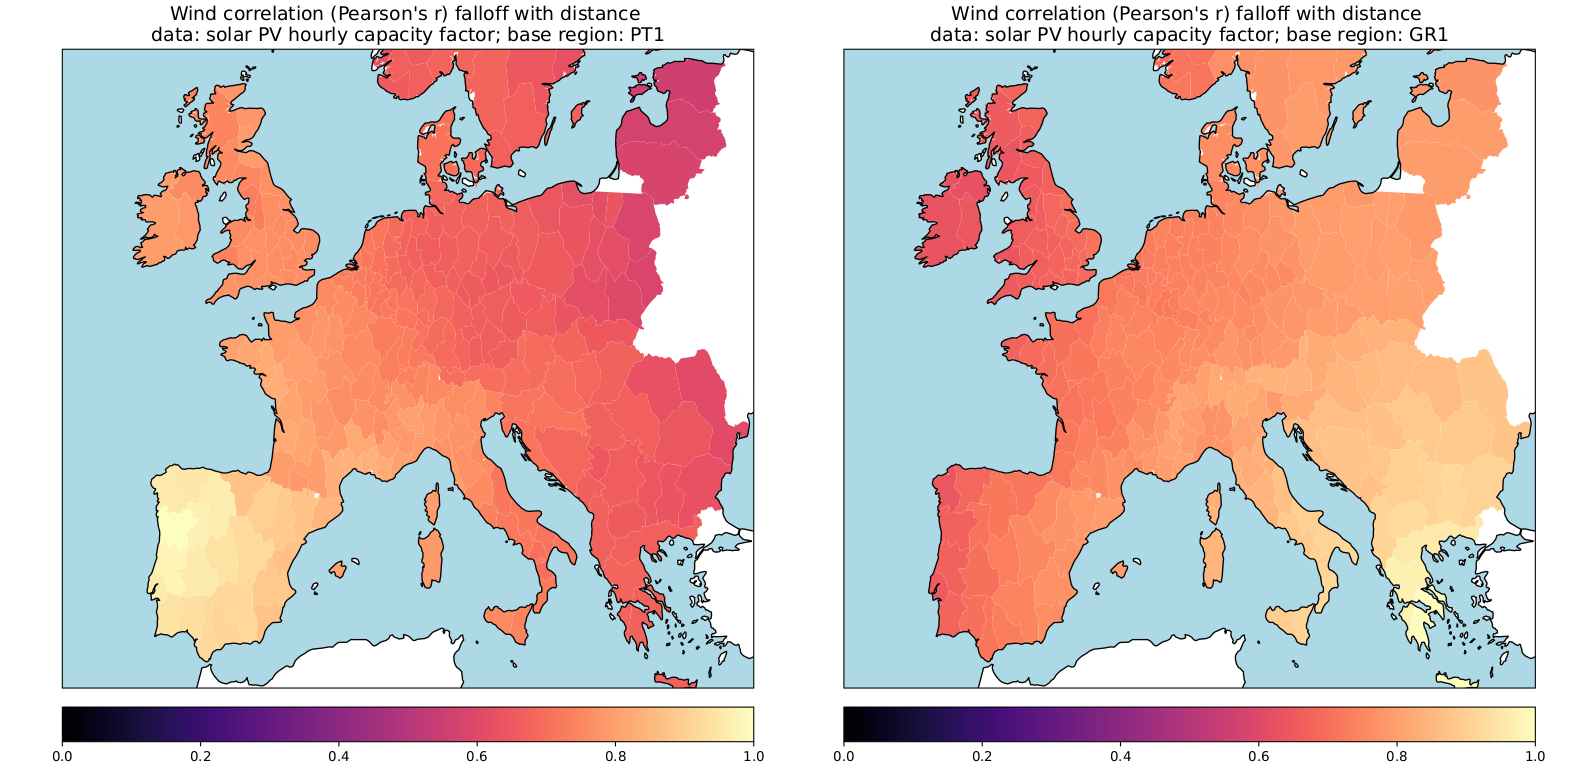 Wind correlation (Pearson's r) falloff with distance
data: solar PV hourly capacity factor; base region: PT1
0.0 0.2 0.4 0.6 0.8 1.0
Wind correlation (Pearson's r) falloff with distance
data: solar PV hourly capacity factor; base region: GR1
0.0 0.2 0.4 0.6 0.8 1.0